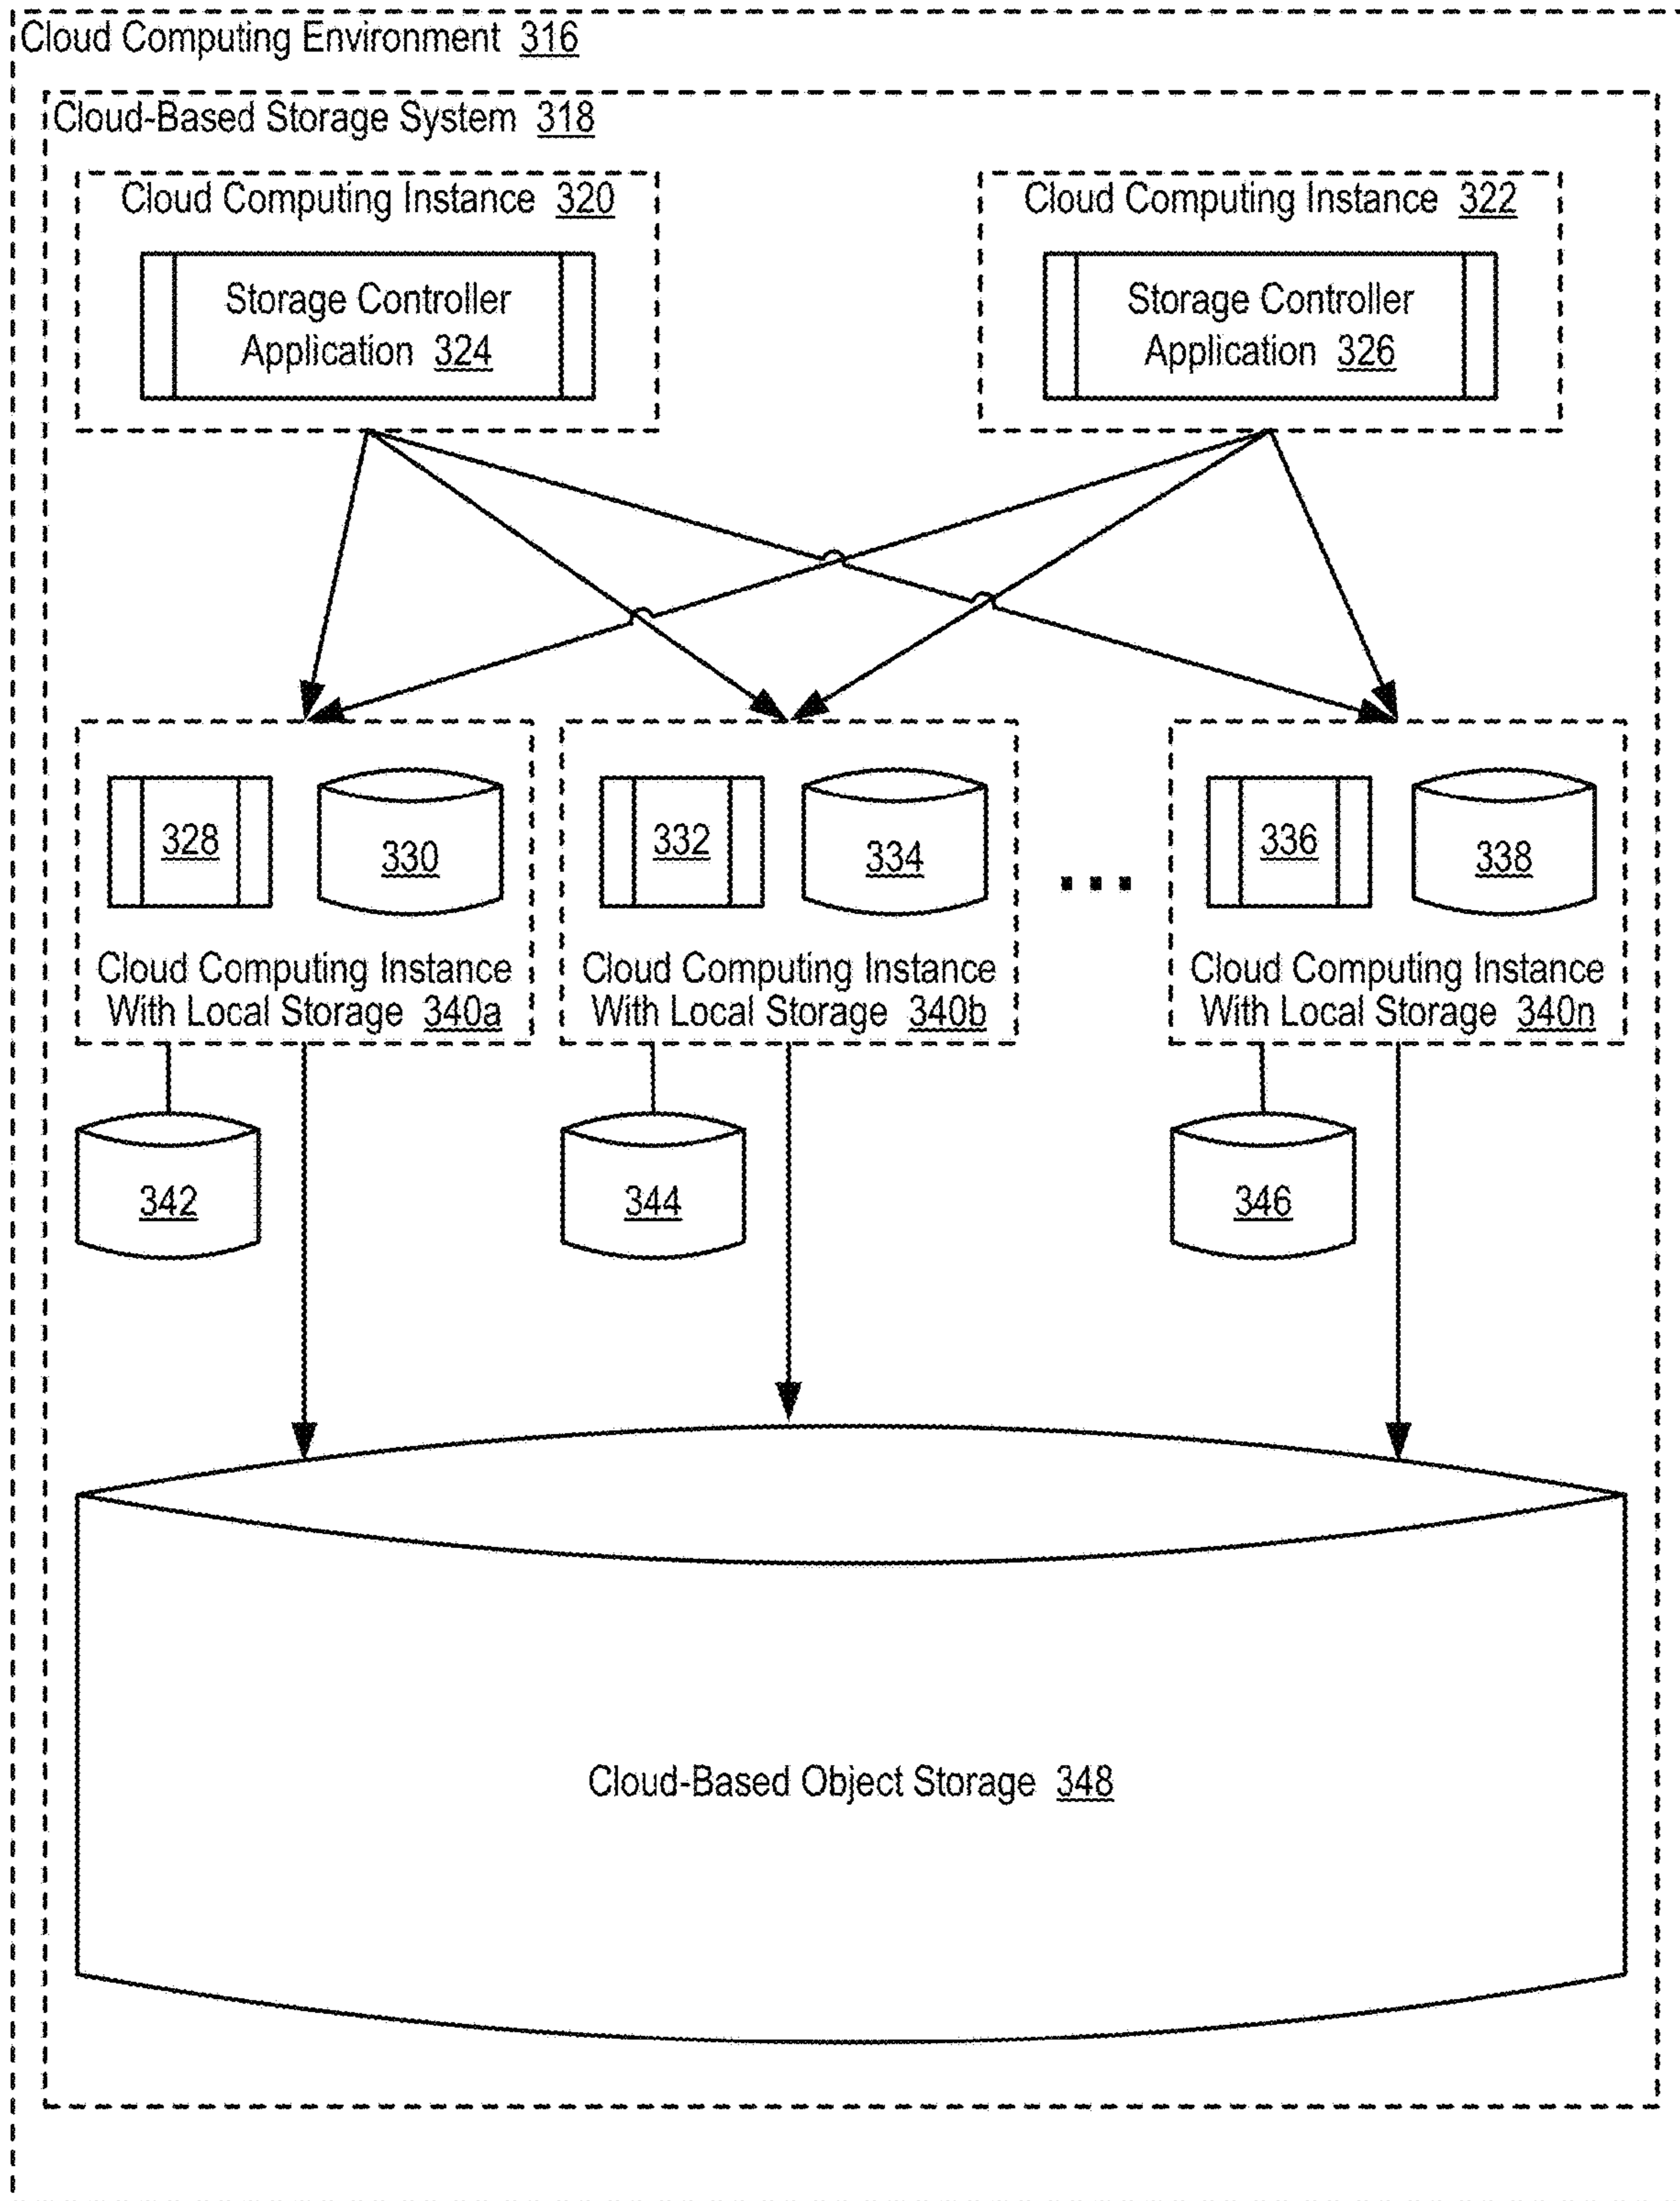 Cloud Computing Environment 316
Cloud-Based Storage System 318
Cloud Computing Instance 320
Storage Controller
Application 324
Cloud Computing Instance 322
Storage Controller
Application 326
328
330
Cloud Computing Instance
With Local Storage 340a
332
334
Cloud Computing Instance
With Local Storage 340b
...
336
338
Cloud Computing Instance
With Local Storage 340n
342
344
346
Cloud-Based Object Storage 348